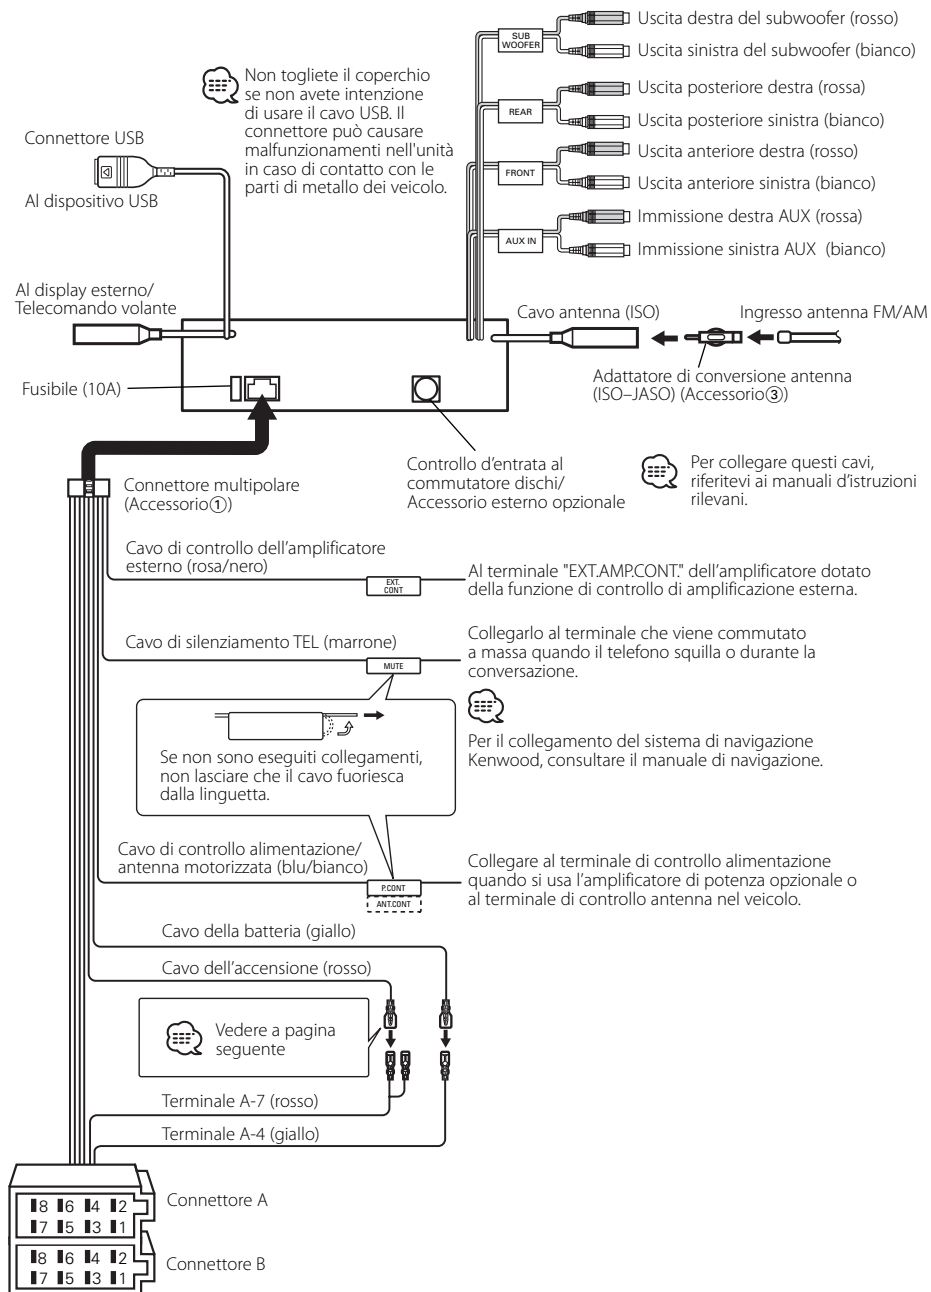 Uscita destra del subwoofer (rosso)
SUB
WOOFER
Uscita sinistra del subwoofer (bianco)
Non togliete il coperchio
se non avete intenzione
di usare il cavo USB. Il
connettore può causare
malfunzionamenti nell'unità
in caso di contatto con le
parti di metallo dei veicolo.
Uscita posteriore destra (rossa)
REAR
Uscita posteriore sinistra (bianco)
Connettore USB
Al dispositivo USB
Uscita anteriore destra (rosso)
FRONT
Uscita anteriore sinistra (bianco)
Immissione destra AUX (rossa)
AUX IN
Immissione sinistra AUX (bianco)
Al display esterno/
Telecomando volante
Cavo antenna (ISO)
Ingresso antenna FM/AM
Fusibile (10A)
Adattatore di conversione antenna
(ISO–JASO) (Accessorio③)
Controllo d'entrata al
commutatore dischi/
Accessorio esterno opzionale
Per collegare questi cavi,
riferitevi ai manuali d'istruzioni
rilevani.
Connettore multipolare
(Accessorio①)
Cavo di controllo dell'amplificatore
esterno (rosa/nero)
EXT.
CONT
Al terminale "EXT.AMP.CONT." dell'amplificatore dotato
della funzione di controllo di amplificazione esterna.
Cavo di silenziamento TEL (marrone)
MUTE
Collegarlo al terminale che viene commutato
a massa quando il telefono squilla o durante la
conversazione.
Se non sono eseguiti collegamenti,
non lasciare che il cavo fuoriesca
dalla linguetta.
Per il collegamento del sistema di navigazione
Kenwood, consultare il manuale di navigazione.
Cavo di controllo alimentazione/
antenna motorizzata (blu/bianco)
P.CONT
ANT.CONT
Collegare al terminale di controllo alimentazione
quando si usa l'amplificatore di potenza opzionale o
al terminale di controllo antenna nel veicolo.
Cavo della batteria (giallo)
Cavo dell'accensione (rosso)
Vedere a pagina
seguente
Terminale A-7 (rosso)
Terminale A-4 (giallo)
Connettore A
8 6 4 2
7 5 3 1
Connettore B
8 6 4 2
7 5 3 1